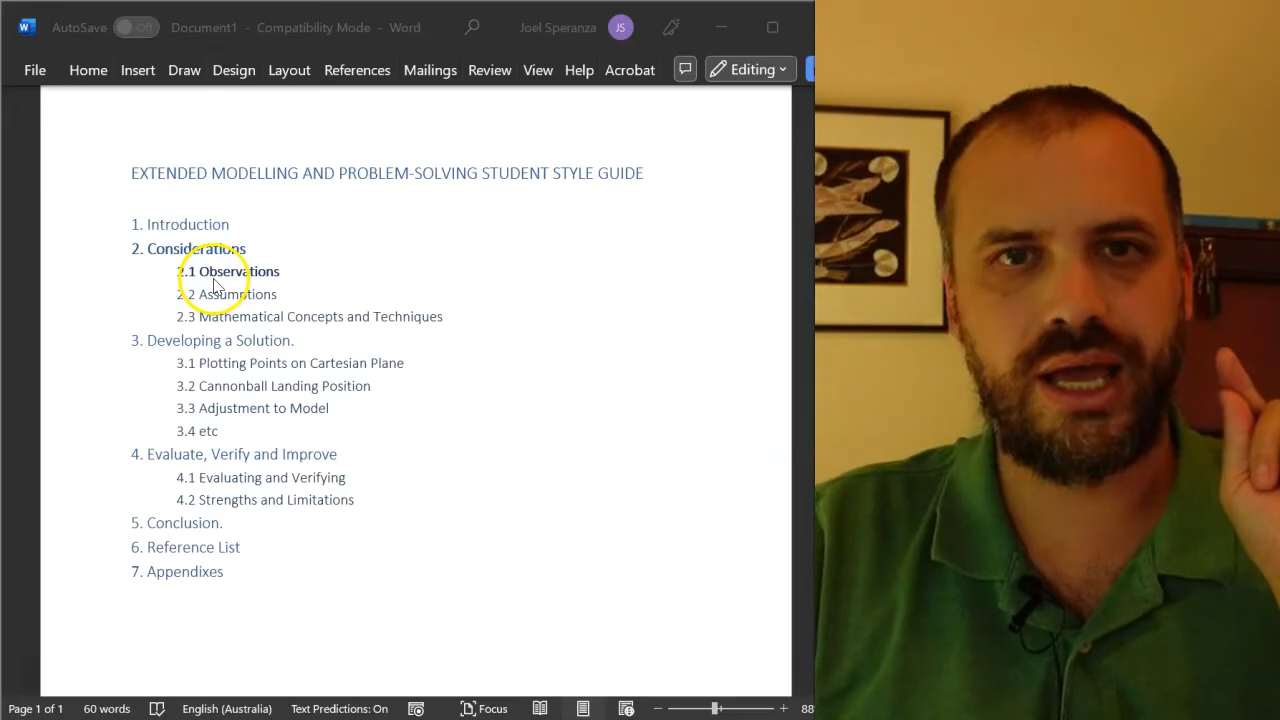 AutoSave Off Document1 - Compatibility Mode - Word Joel Speranza JS
File Home Insert Draw Design Layout References Mailings Review View Help Acrobat Editing
EXTENDED MODELLING AND PROBLEM-SOLVING STUDENT STYLE GUIDE
1. Introduction
2. Considerations
2.1 Observations
2.2 Assumptions
2.3 Mathematical Concepts and Techniques
3. Developing a Solution.
3.1 Plotting Points on Cartesian Plane
3.2 Cannonball Landing Position
3.3 Adjustment to Model
3.4 etc
4. Evaluate, Verify and Improve
4.1 Evaluating and Verifying
4.2 Strengths and Limitations
5. Conclusion.
6. Reference List
7. Appendixes
Page 1 of 1 60 words English (Australia) Text Predictions: On Focus